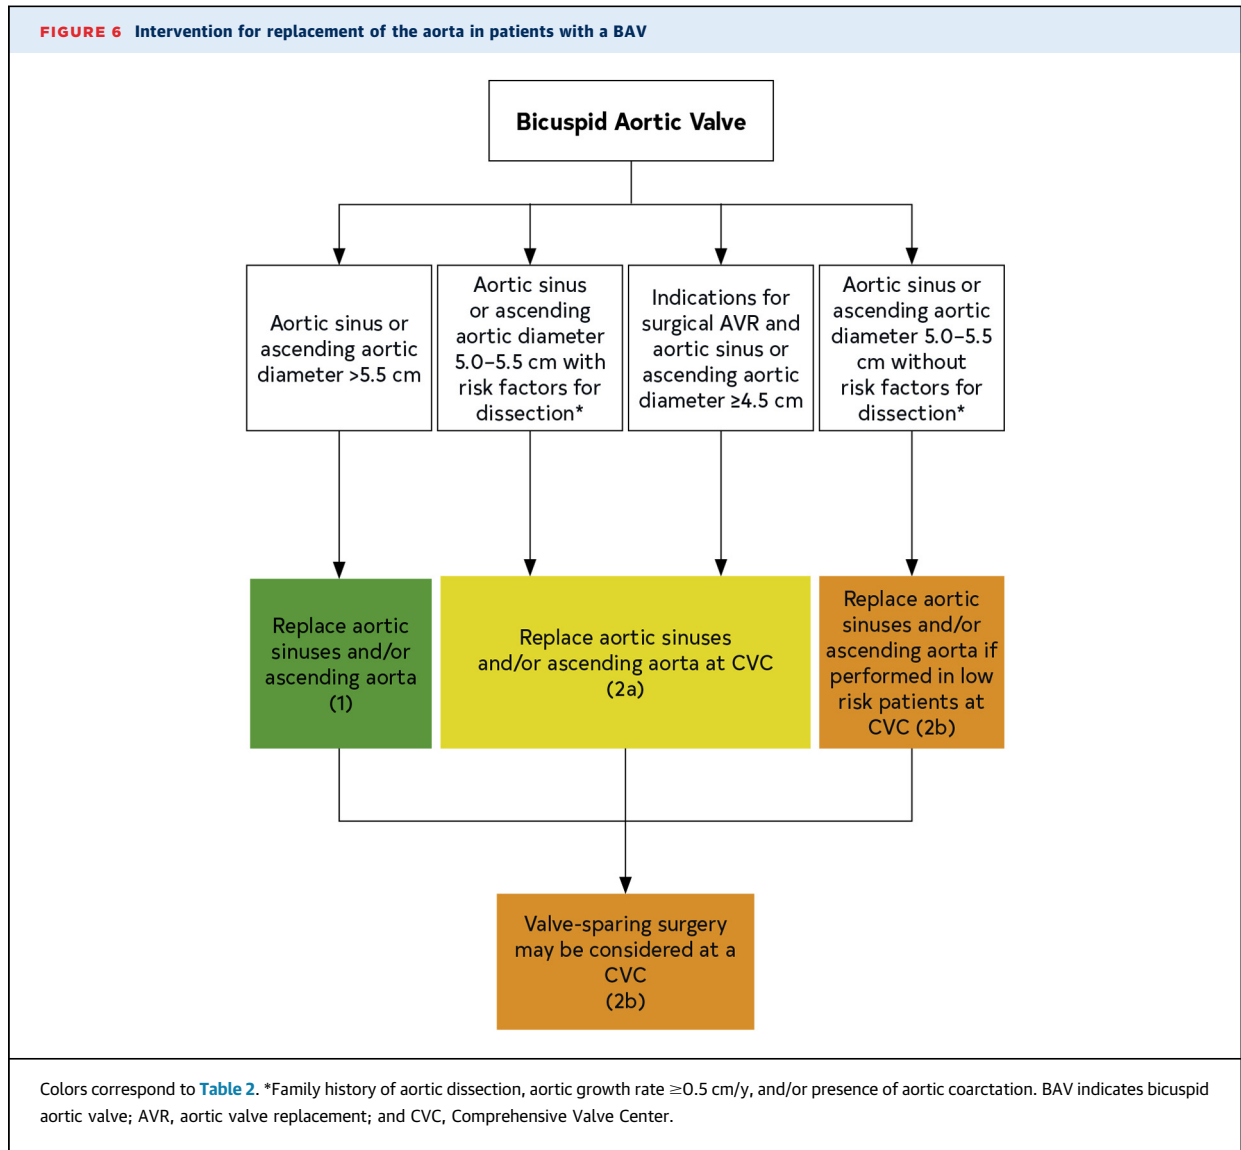 FIGURE 6 Intervention for replacement of the aorta in patients with a BAV
Bicuspid Aortic Valve
Aortic sinus or
ascending aortic
diameter >5.5 cm
Aortic sinus
or ascending
aortic diameter
5.0–5.5 cm with
risk factors for
dissection*
Indications for
surgical AVR and
aortic sinus or
ascending aortic
diameter ≥4.5 cm
Aortic sinus or
ascending aortic
diameter 5.0–5.5
cm without
risk factors for
dissection*
Replace aortic
sinuses and/or
ascending aorta
(1)
Replace aortic sinuses
and/or ascending aorta at CVC
(2a)
Replace aortic
sinuses and/or
ascending aorta if
performed in low
risk patients at
CVC (2b)
Valve-sparing surgery
may be considered at a
CVC
(2b)
Colors correspond to Table 2. *Family history of aortic dissection, aortic growth rate ≥0.5 cm/y, and/or presence of aortic coarctation. BAV indicates bicuspid
aortic valve; AVR, aortic valve replacement; and CVC, Comprehensive Valve Center.